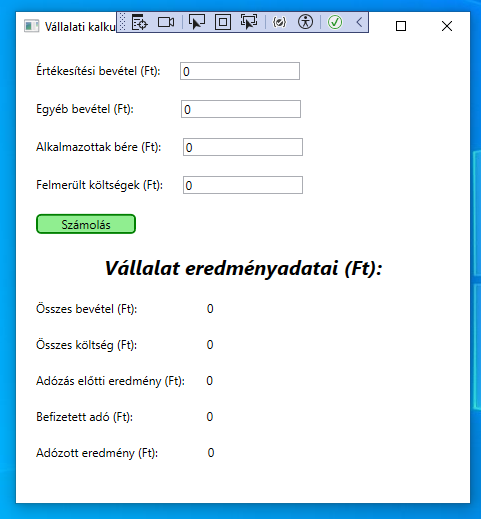 Vállalati kalku
Értékesítési bevétel (Ft): 0
Egyéb bevétel (Ft): 0
Alkalmazottak bére (Ft): 0
Felmerült költségek (Ft): 0
Számolás
Vállalat eredményadatai (Ft):
Összes bevétel (Ft): 0
Összes költség (Ft): 0
Adózás előtti eredmény (Ft): 0
Befizetett adó (Ft): 0
Adózott eredmény (Ft): 0